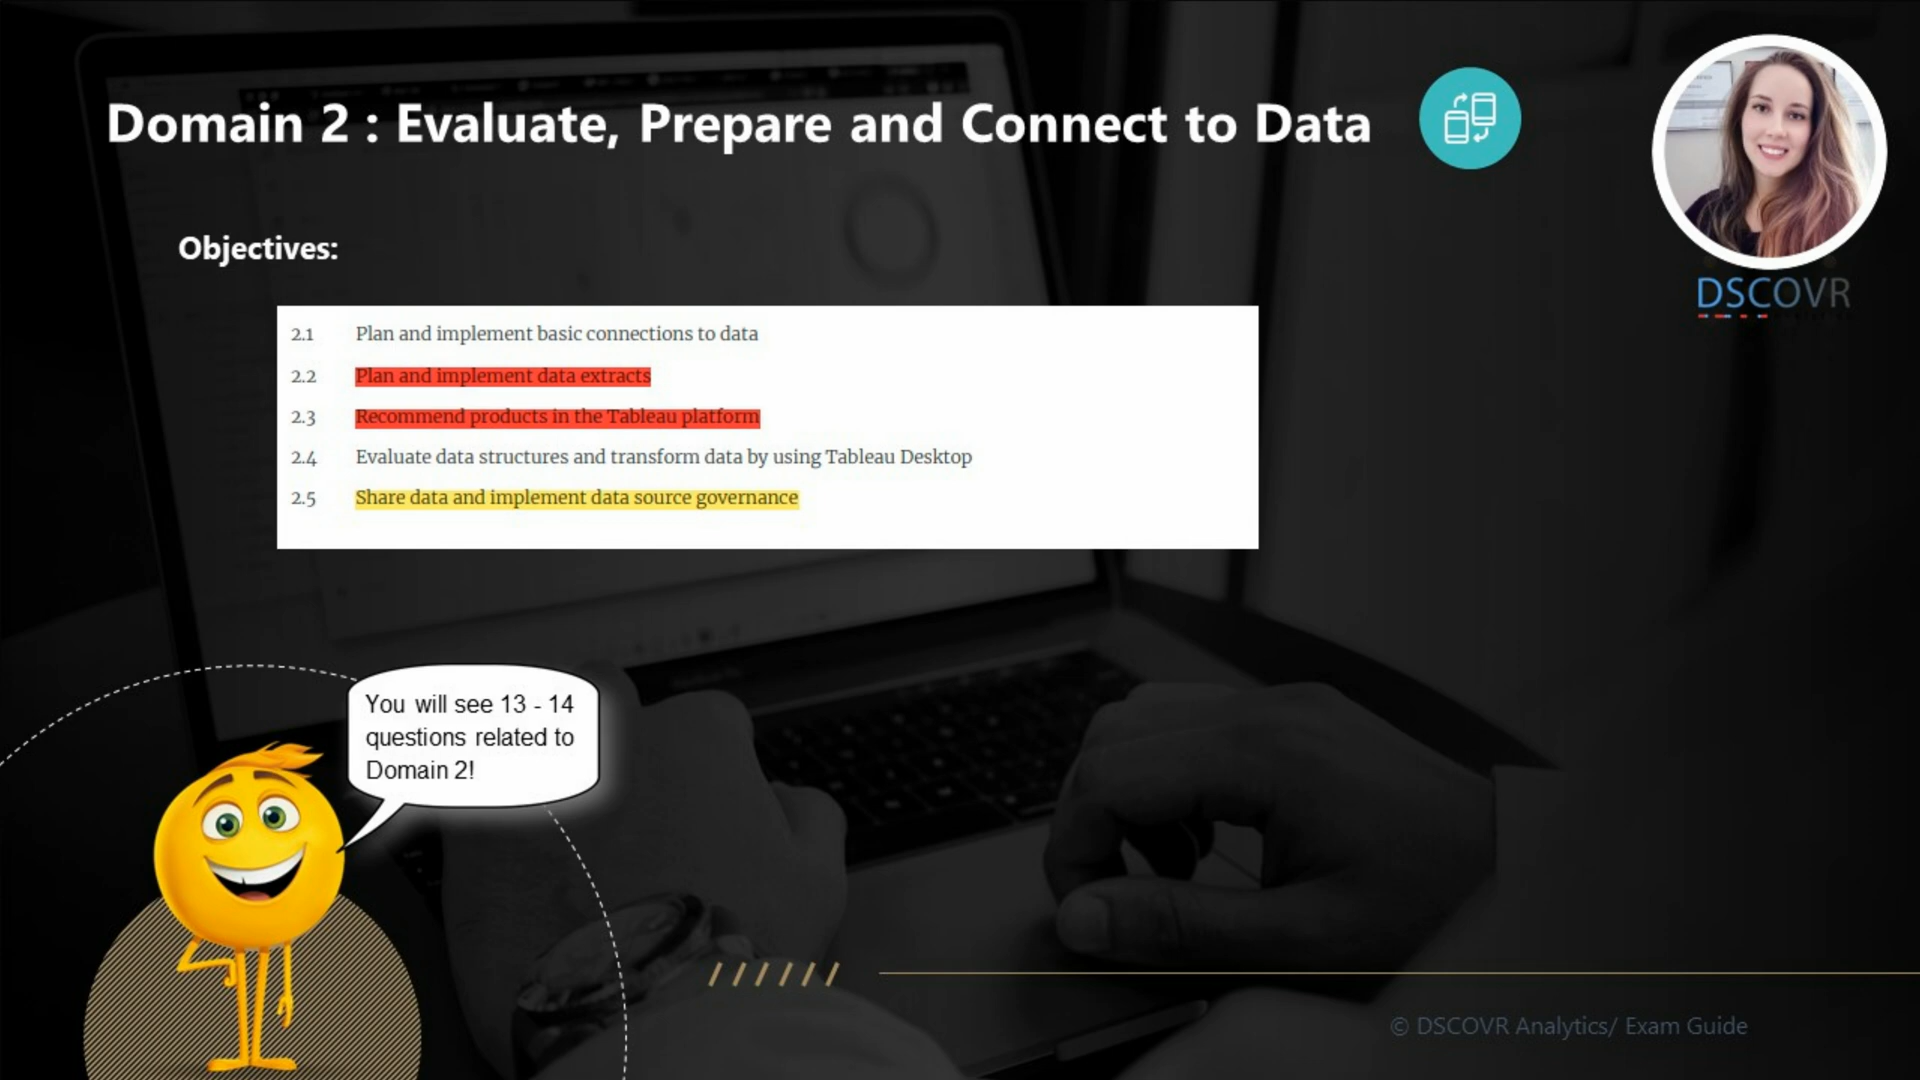 Domain 2 : Evaluate, Prepare and Connect to Data
DSCOVR
Objectives:
2.1 Plan and implement basic connections to data
2.2 Plan and implement data extracts
2.3 Recommend products in the Tableau platform
2.4 Evaluate data structures and transform data by using Tableau Desktop
2.5 Share data and implement data source governance
You will see 13 - 14
questions related to
Domain 2!
© DSCOVR Analytics/ Exam Guide